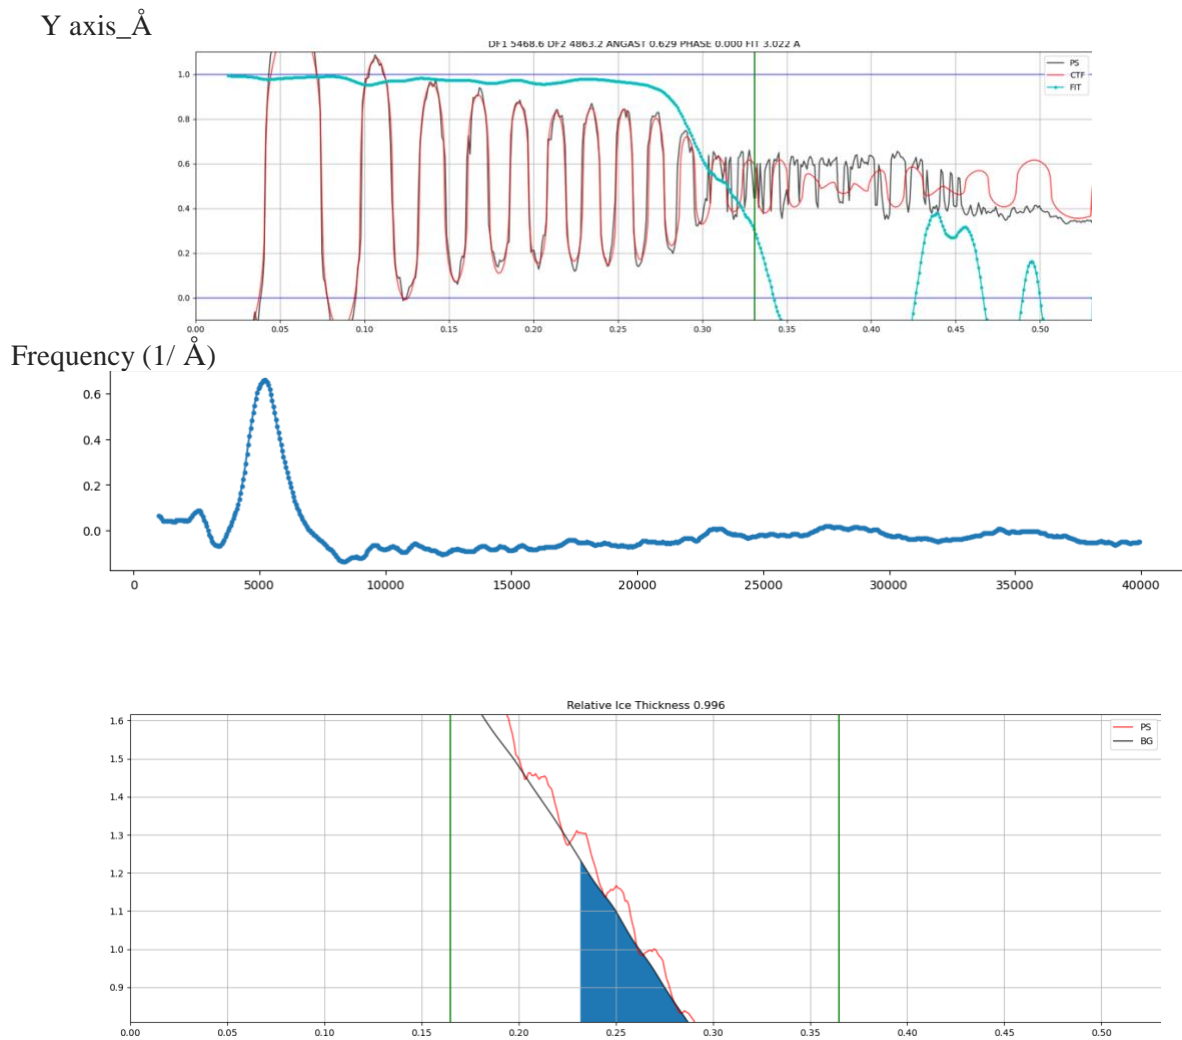 Y axis_Å
DF1 5468.6 DF2 4863.2 ANGAST 0.629 PHASE 0.000 FIT 3.022 A
PS
CTF
FIT
1.0
0.8
0.6
0.4
0.2
0.0
0.00 0.05 0.10 0.15 0.20 0.25 0.30 0.35 0.40 0.45 0.50
Frequency (1/ Å)
0.6
0.4
0.2
0.0
0 5000 10000 15000 20000 25000 30000 35000 40000
Relative Ice Thickness 0.996
PS
BG
1.6
1.5
1.4
1.3
1.2
1.1
1.0
0.9
0.00 0.05 0.10 0.15 0.20 0.25 0.30 0.35 0.40 0.45 0.50